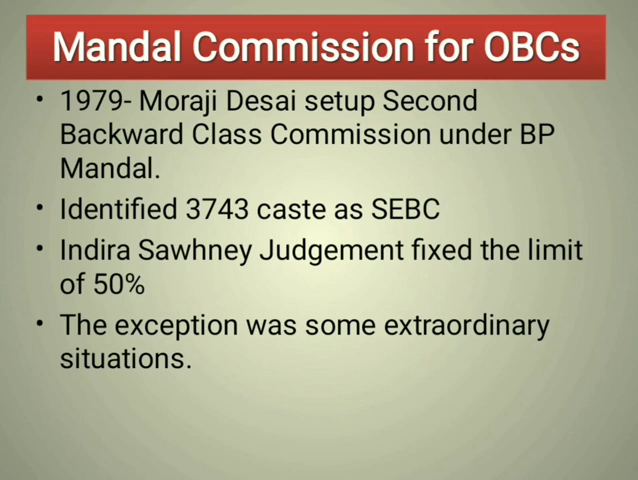 Mandal Commission for OBCs
• 1979- Moraji Desai setup Second
Backward Class Commission under BP
Mandal.
• Identified 3743 caste as SEBC
• Indira Sawhney Judgement fixed the limit
of 50%
• The exception was some extraordinary
situations.